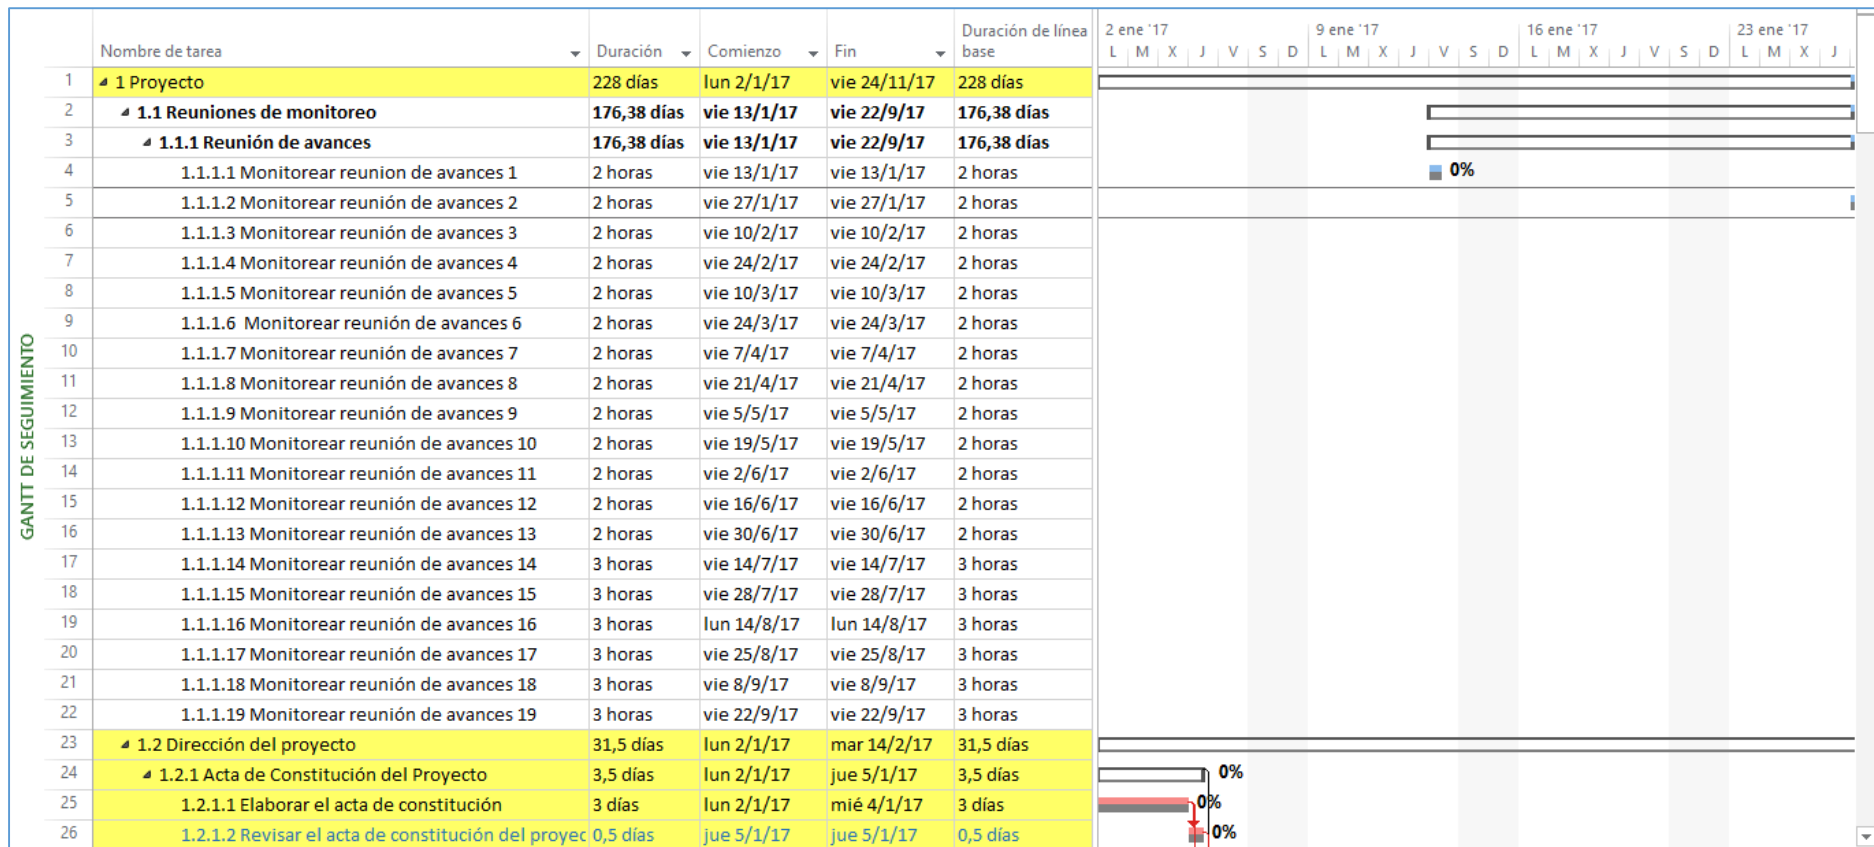 GANTT DE SEGUIMIENTO
Nombre de tarea Duración Comienzo Fin Duración de línea base
2 ene '17 9 ene '17 16 ene '17 23 ene '17
L M X J V S D L M X J V S D L M X J V S D L M X J
1 1 Proyecto 228 días lun 2/1/17 vie 24/11/17 228 días
2 1.1 Reuniones de monitoreo 176,38 días vie 13/1/17 vie 22/9/17 176,38 días
3 1.1.1 Reunión de avances 176,38 días vie 13/1/17 vie 22/9/17 176,38 días
4 1.1.1.1 Monitorear reunion de avances 1 2 horas vie 13/1/17 vie 13/1/17 2 horas 0%
5 1.1.1.2 Monitorear reunión de avances 2 2 horas vie 27/1/17 vie 27/1/17 2 horas
6 1.1.1.3 Monitorear reunión de avances 3 2 horas vie 10/2/17 vie 10/2/17 2 horas
7 1.1.1.4 Monitorear reunión de avances 4 2 horas vie 24/2/17 vie 24/2/17 2 horas
8 1.1.1.5 Monitorear reunión de avances 5 2 horas vie 10/3/17 vie 10/3/17 2 horas
9 1.1.1.6 Monitorear reunión de avances 6 2 horas vie 24/3/17 vie 24/3/17 2 horas
10 1.1.1.7 Monitorear reunión de avances 7 2 horas vie 7/4/17 vie 7/4/17 2 horas
11 1.1.1.8 Monitorear reunión de avances 8 2 horas vie 21/4/17 vie 21/4/17 2 horas
12 1.1.1.9 Monitorear reunión de avances 9 2 horas vie 5/5/17 vie 5/5/17 2 horas
13 1.1.1.10 Monitorear reunión de avances 10 2 horas vie 19/5/17 vie 19/5/17 2 horas
14 1.1.1.11 Monitorear reunión de avances 11 2 horas vie 2/6/17 vie 2/6/17 2 horas
15 1.1.1.12 Monitorear reunión de avances 12 2 horas vie 16/6/17 vie 16/6/17 2 horas
16 1.1.1.13 Monitorear reunión de avances 13 2 horas vie 30/6/17 vie 30/6/17 2 horas
17 1.1.1.14 Monitorear reunión de avances 14 3 horas vie 14/7/17 vie 14/7/17 3 horas
18 1.1.1.15 Monitorear reunión de avances 15 3 horas vie 28/7/17 vie 28/7/17 3 horas
19 1.1.1.16 Monitorear reunión de avances 16 3 horas lun 14/8/17 lun 14/8/17 3 horas
20 1.1.1.17 Monitorear reunión de avances 17 3 horas vie 25/8/17 vie 25/8/17 3 horas
21 1.1.1.18 Monitorear reunión de avances 18 3 horas vie 8/9/17 vie 8/9/17 3 horas
22 1.1.1.19 Monitorear reunión de avances 19 3 horas vie 22/9/17 vie 22/9/17 3 horas
23 1.2 Dirección del proyecto 31,5 días lun 2/1/17 mar 14/2/17 31,5 días
24 1.2.1 Acta de Constitución del Proyecto 3,5 días lun 2/1/17 jue 5/1/17 3,5 días 0%
25 1.2.1.1 Elaborar el acta de constitución 3 días lun 2/1/17 mié 4/1/17 3 días 0%
26 1.2.1.2 Revisar el acta de constitución del proyec 0,5 días jue 5/1/17 jue 5/1/17 0,5 días 0%